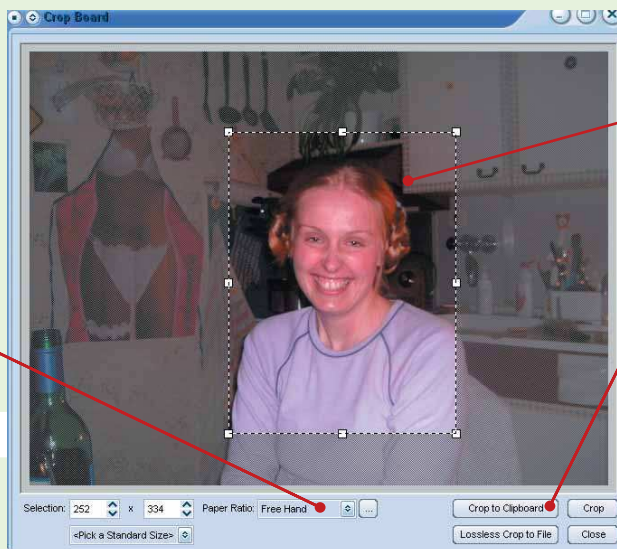 Crop Board
Selection: 252 x 334 Paper Ratio: Free Hand ... Crop to Clipboard Crop
<Pick a Standard Size> Lossless Crop to File Close